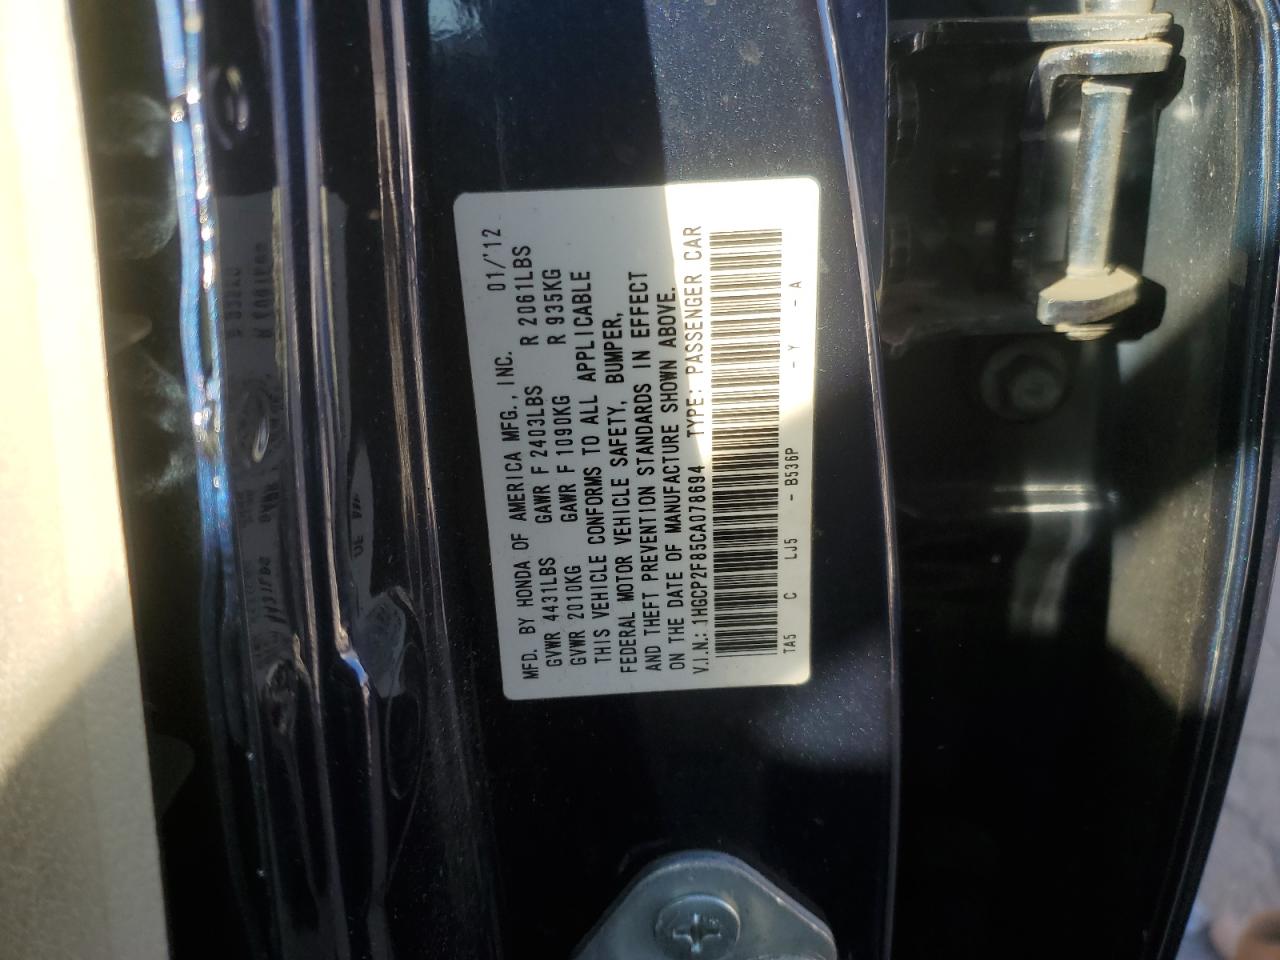 MFD. BY HONDA OF AMERICA MFG., INC. 01/'12
GVWR 4431LBS GAWR F 2403LBS R 2061LBS
GVWR 2010KG GAWR F 1090KG R 935KG
THIS VEHICLE CONFORMS TO ALL APPLICABLE
FEDERAL MOTOR VEHICLE SAFETY, BUMPER,
AND THEFT PREVENTION STANDARDS IN EFFECT
ON THE DATE OF MANUFACTURE SHOWN ABOVE.
V.I.N.: 1HGCP2F85CA078694 TYPE: PASSENGER CAR
TA5 C LJ5 - B536P - Y - A